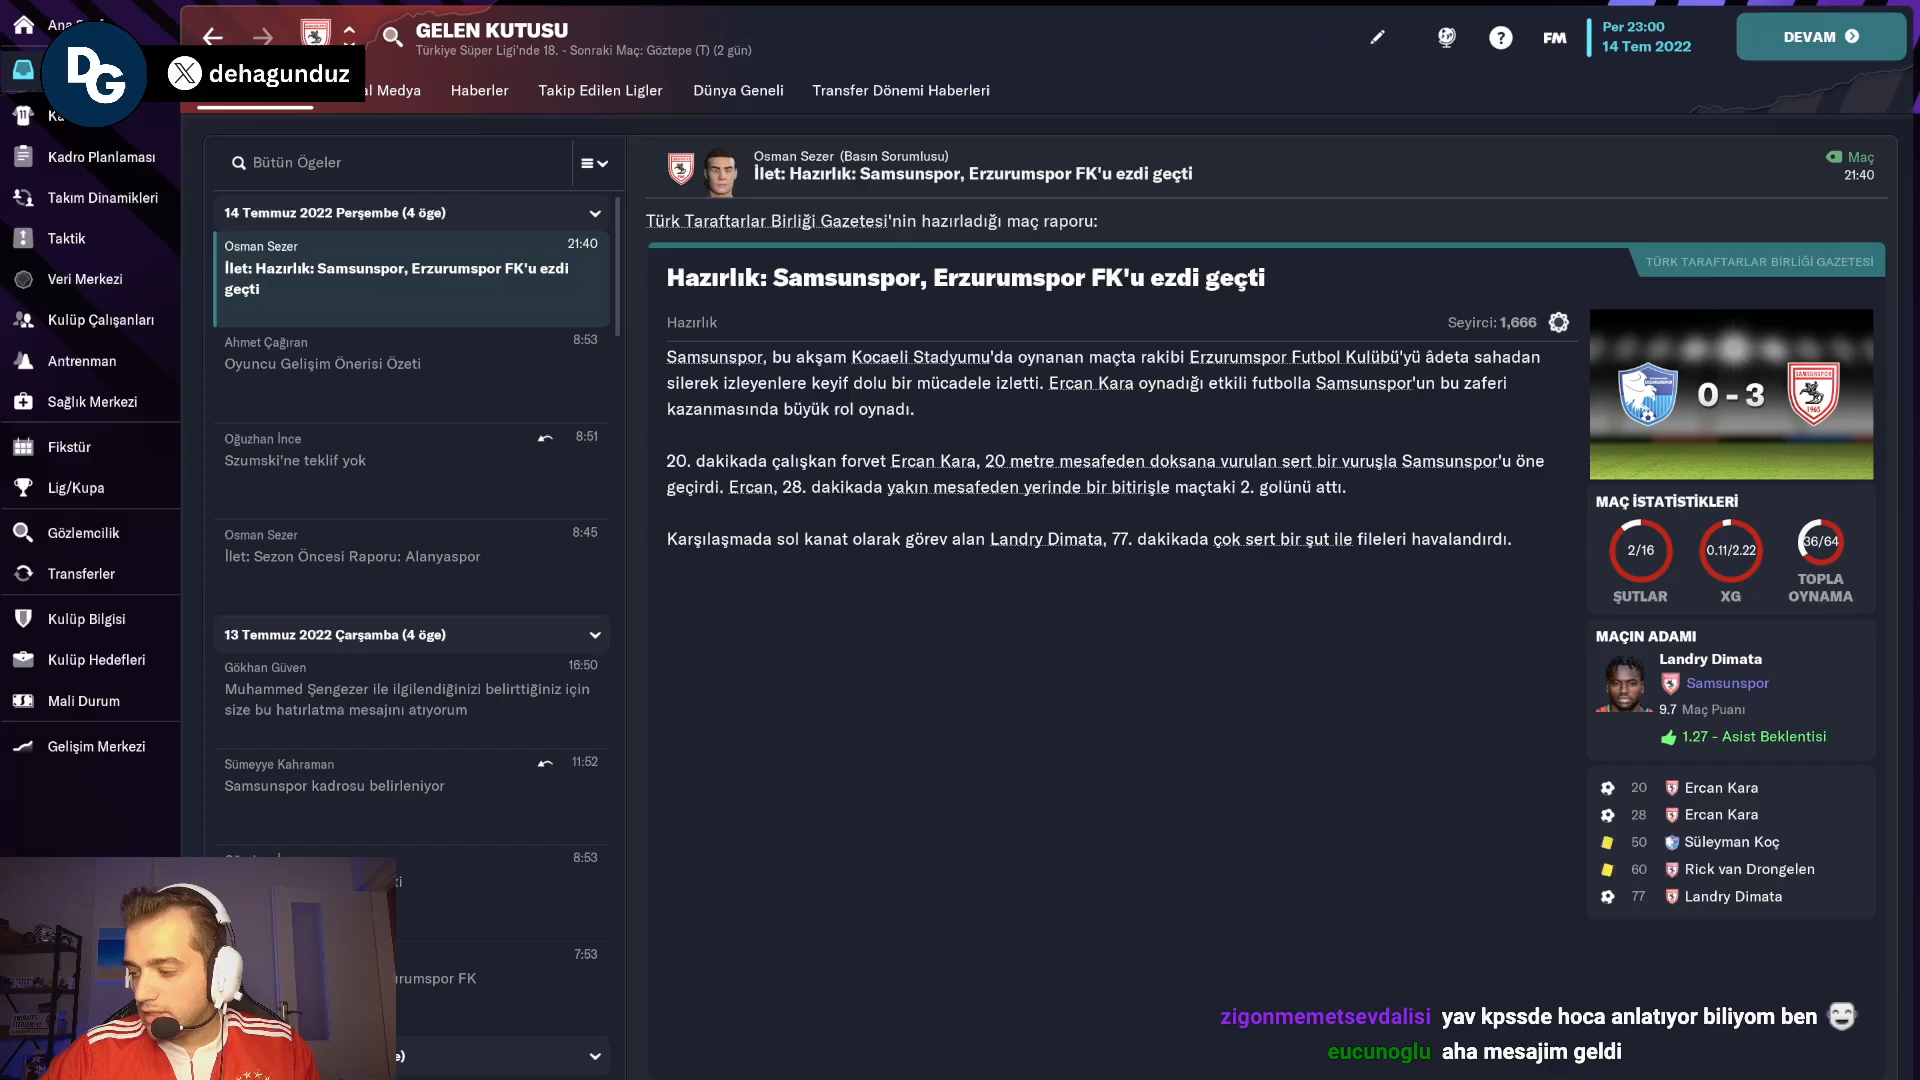 Ana
GELEN KUTUSU
Türkiye Süper Ligi'nde 18. - Sonraki Maç: Göztepe (T) (2 gün)
FM
Per 23:00
14 Tem 2022
DEVAM
DG
dehagunduz
al Medya
Haberler
Takip Edilen Ligler
Dünya Geneli
Transfer Dönemi Haberleri
Ka
Kadro Planlaması
Takım Dinamikleri
Taktik
Veri Merkezi
Kulüp Çalışanları
Antrenman
Sağlık Merkezi
Fikstür
Lig/Kupa
Gözlemcilik
Transferler
Kulüp Bilgisi
Kulüp Hedefleri
Mali Durum
Gelişim Merkezi
Bütün Ögeler
14 Temmuz 2022 Perşembe (4 öge)
Osman Sezer 21:40
İlet: Hazırlık: Samsunspor, Erzurumspor FK'u ezdi
geçti
Ahmet Çağıran 8:53
Oyuncu Gelişim Önerisi Özeti
Oğuzhan İnce 8:51
Szumski'ne teklif yok
Osman Sezer 8:45
İlet: Sezon Öncesi Raporu: Alanyaspor
13 Temmuz 2022 Çarşamba (4 öge)
Gökhan Güven 16:50
Muhammed Şengezer ile ilgilendiğinizi belirttiğiniz için
size bu hatırlatma mesajını atıyorum
Sümeyye Kahraman 11:52
Samsunspor kadrosu belirleniyor
8:53
ti
7:53
urumspor FK
e)
Osman Sezer (Basın Sorumlusu)
İlet: Hazırlık: Samsunspor, Erzurumspor FK'u ezdi geçti
Maç
21:40
Türk Taraftarlar Birliği Gazetesi'nin hazırladığı maç raporu:
TÜRK TARAFTARLAR BİRLİĞİ GAZETESİ
Hazırlık: Samsunspor, Erzurumspor FK'u ezdi geçti
Hazırlık
Seyirci: 1,666
Samsunspor, bu akşam Kocaeli Stadyumu'da oynanan maçta rakibi Erzurumspor Futbol Kulübü'yü âdeta sahadan
silerek izleyenlere keyif dolu bir mücadele izletti. Ercan Kara oynadığı etkili futbolla Samsunspor'un bu zaferi
kazanmasında büyük rol oynadı.
20. dakikada çalışkan forvet Ercan Kara, 20 metre mesafeden doksana vurulan sert bir vuruşla Samsunspor'u öne
geçirdi. Ercan, 28. dakikada yakın mesafeden yerinde bir bitirişle maçtaki 2. golünü attı.
Karşılaşmada sol kanat olarak görev alan Landry Dimata, 77. dakikada çok sert bir şut ile fileleri havalandırdı.
0 - 3
MAÇ İSTATİSTİKLERİ
2/16
0.11/2.22
36/64
ŞUTLAR
XG
TOPLA
OYNAMA
MAÇIN ADAMI
Landry Dimata
Samsunspor
9.7 Maç Puanı
1.27 - Asist Beklentisi
20 Ercan Kara
28 Ercan Kara
50 Süleyman Koç
60 Rick van Drongelen
77 Landry Dimata
zigonmemetsevdalisi yav kpssde hoca anlatıyor biliyom ben
eucunoglu aha mesajim geldi